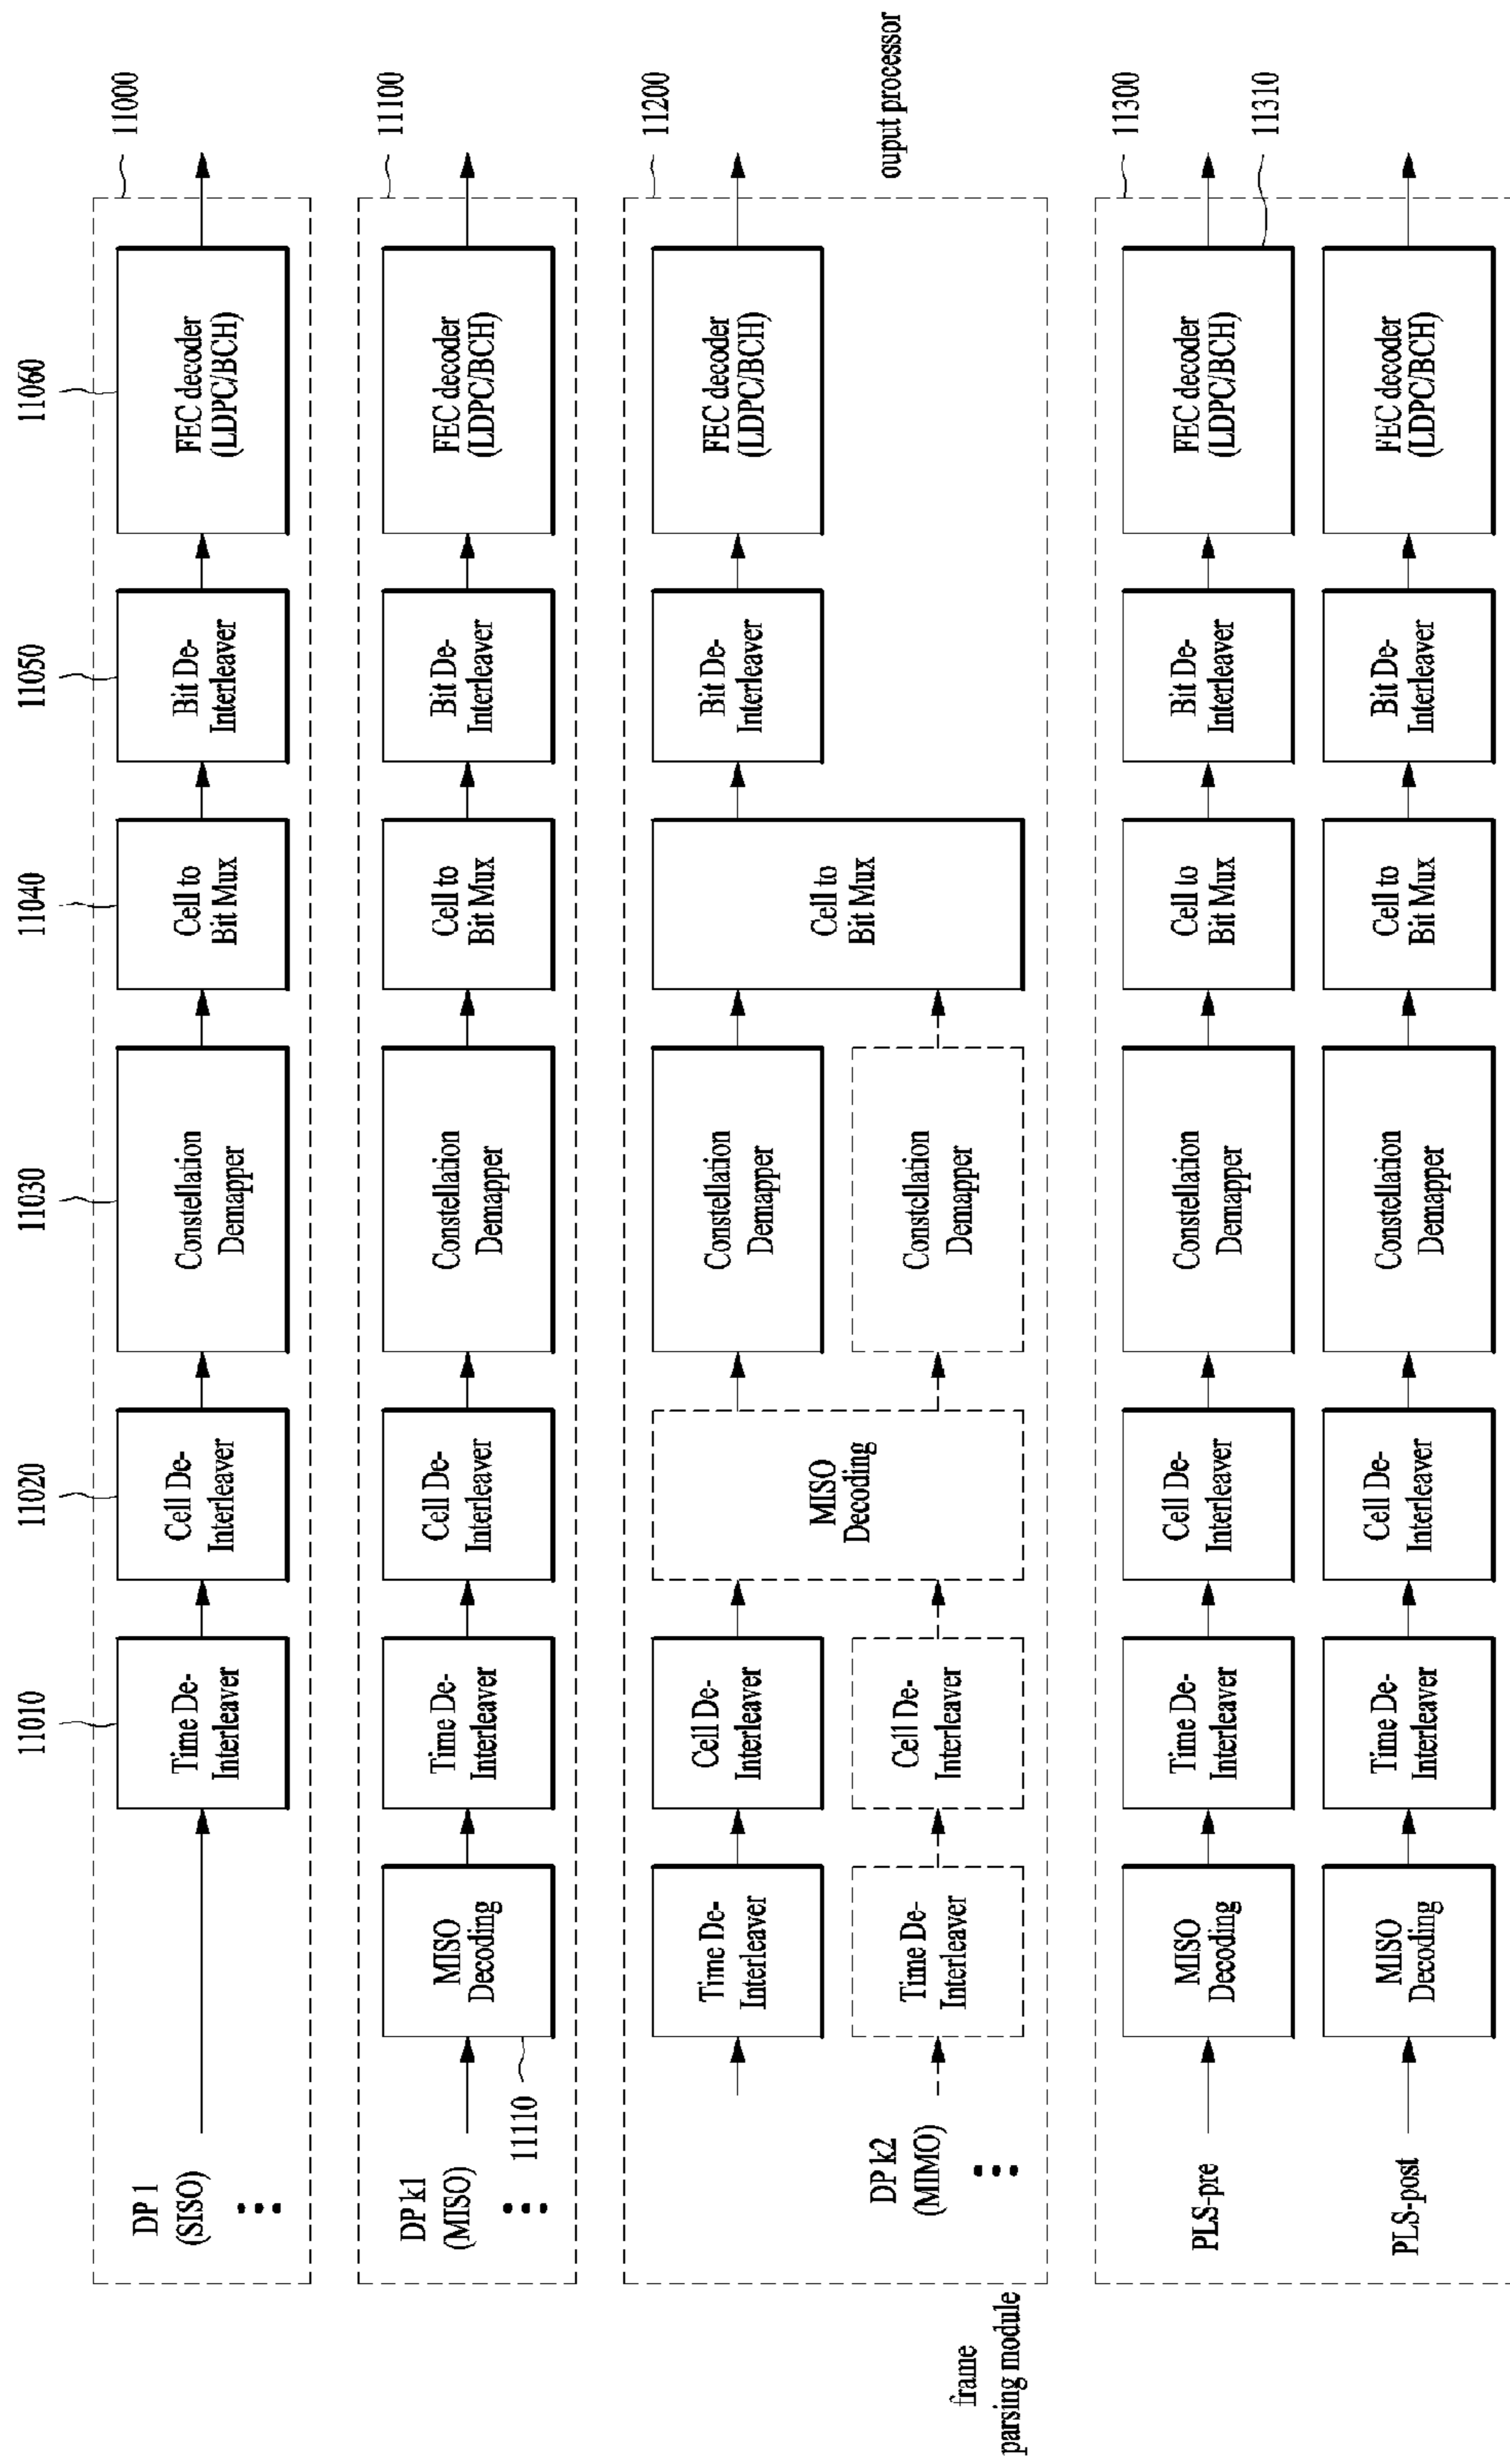 11010
11020
11030
11040
11050
11060
11000
DP 1
(SISO)
Time De-
Interleaver
Cell De-
Interleaver
Constellation
Demapper
Cell to
Bit Mux
Bit De-
Interleaver
FEC decoder
(LDPC/BCH)
11100
DP k1
(MISO)
11110
MISO
Decoding
Time De-
Interleaver
Cell De-
Interleaver
Constellation
Demapper
Cell to
Bit Mux
Bit De-
Interleaver
FEC decoder
(LDPC/BCH)
11200
Time De-
Interleaver
Cell De-
Interleaver
MISO
Decoding
Constellation
Demapper
Cell to
Bit Mux
Bit De-
Interleaver
FEC decoder
(LDPC/BCH)
DP k2
(MIMO)
Time De-
Interleaver
Cell De-
Interleaver
Constellation
Demapper
frame
parsing module
ouput processor
11300
PLS-pre
MISO
Decoding
Time De-
Interleaver
Cell De-
Interleaver
Constellation
Demapper
Cell to
Bit Mux
Bit De-
Interleaver
FEC decoder
(LDPC/BCH)
11310
PLS-post
MISO
Decoding
Time De-
Interleaver
Cell De-
Interleaver
Constellation
Demapper
Cell to
Bit Mux
Bit De-
Interleaver
FEC decoder
(LDPC/BCH)